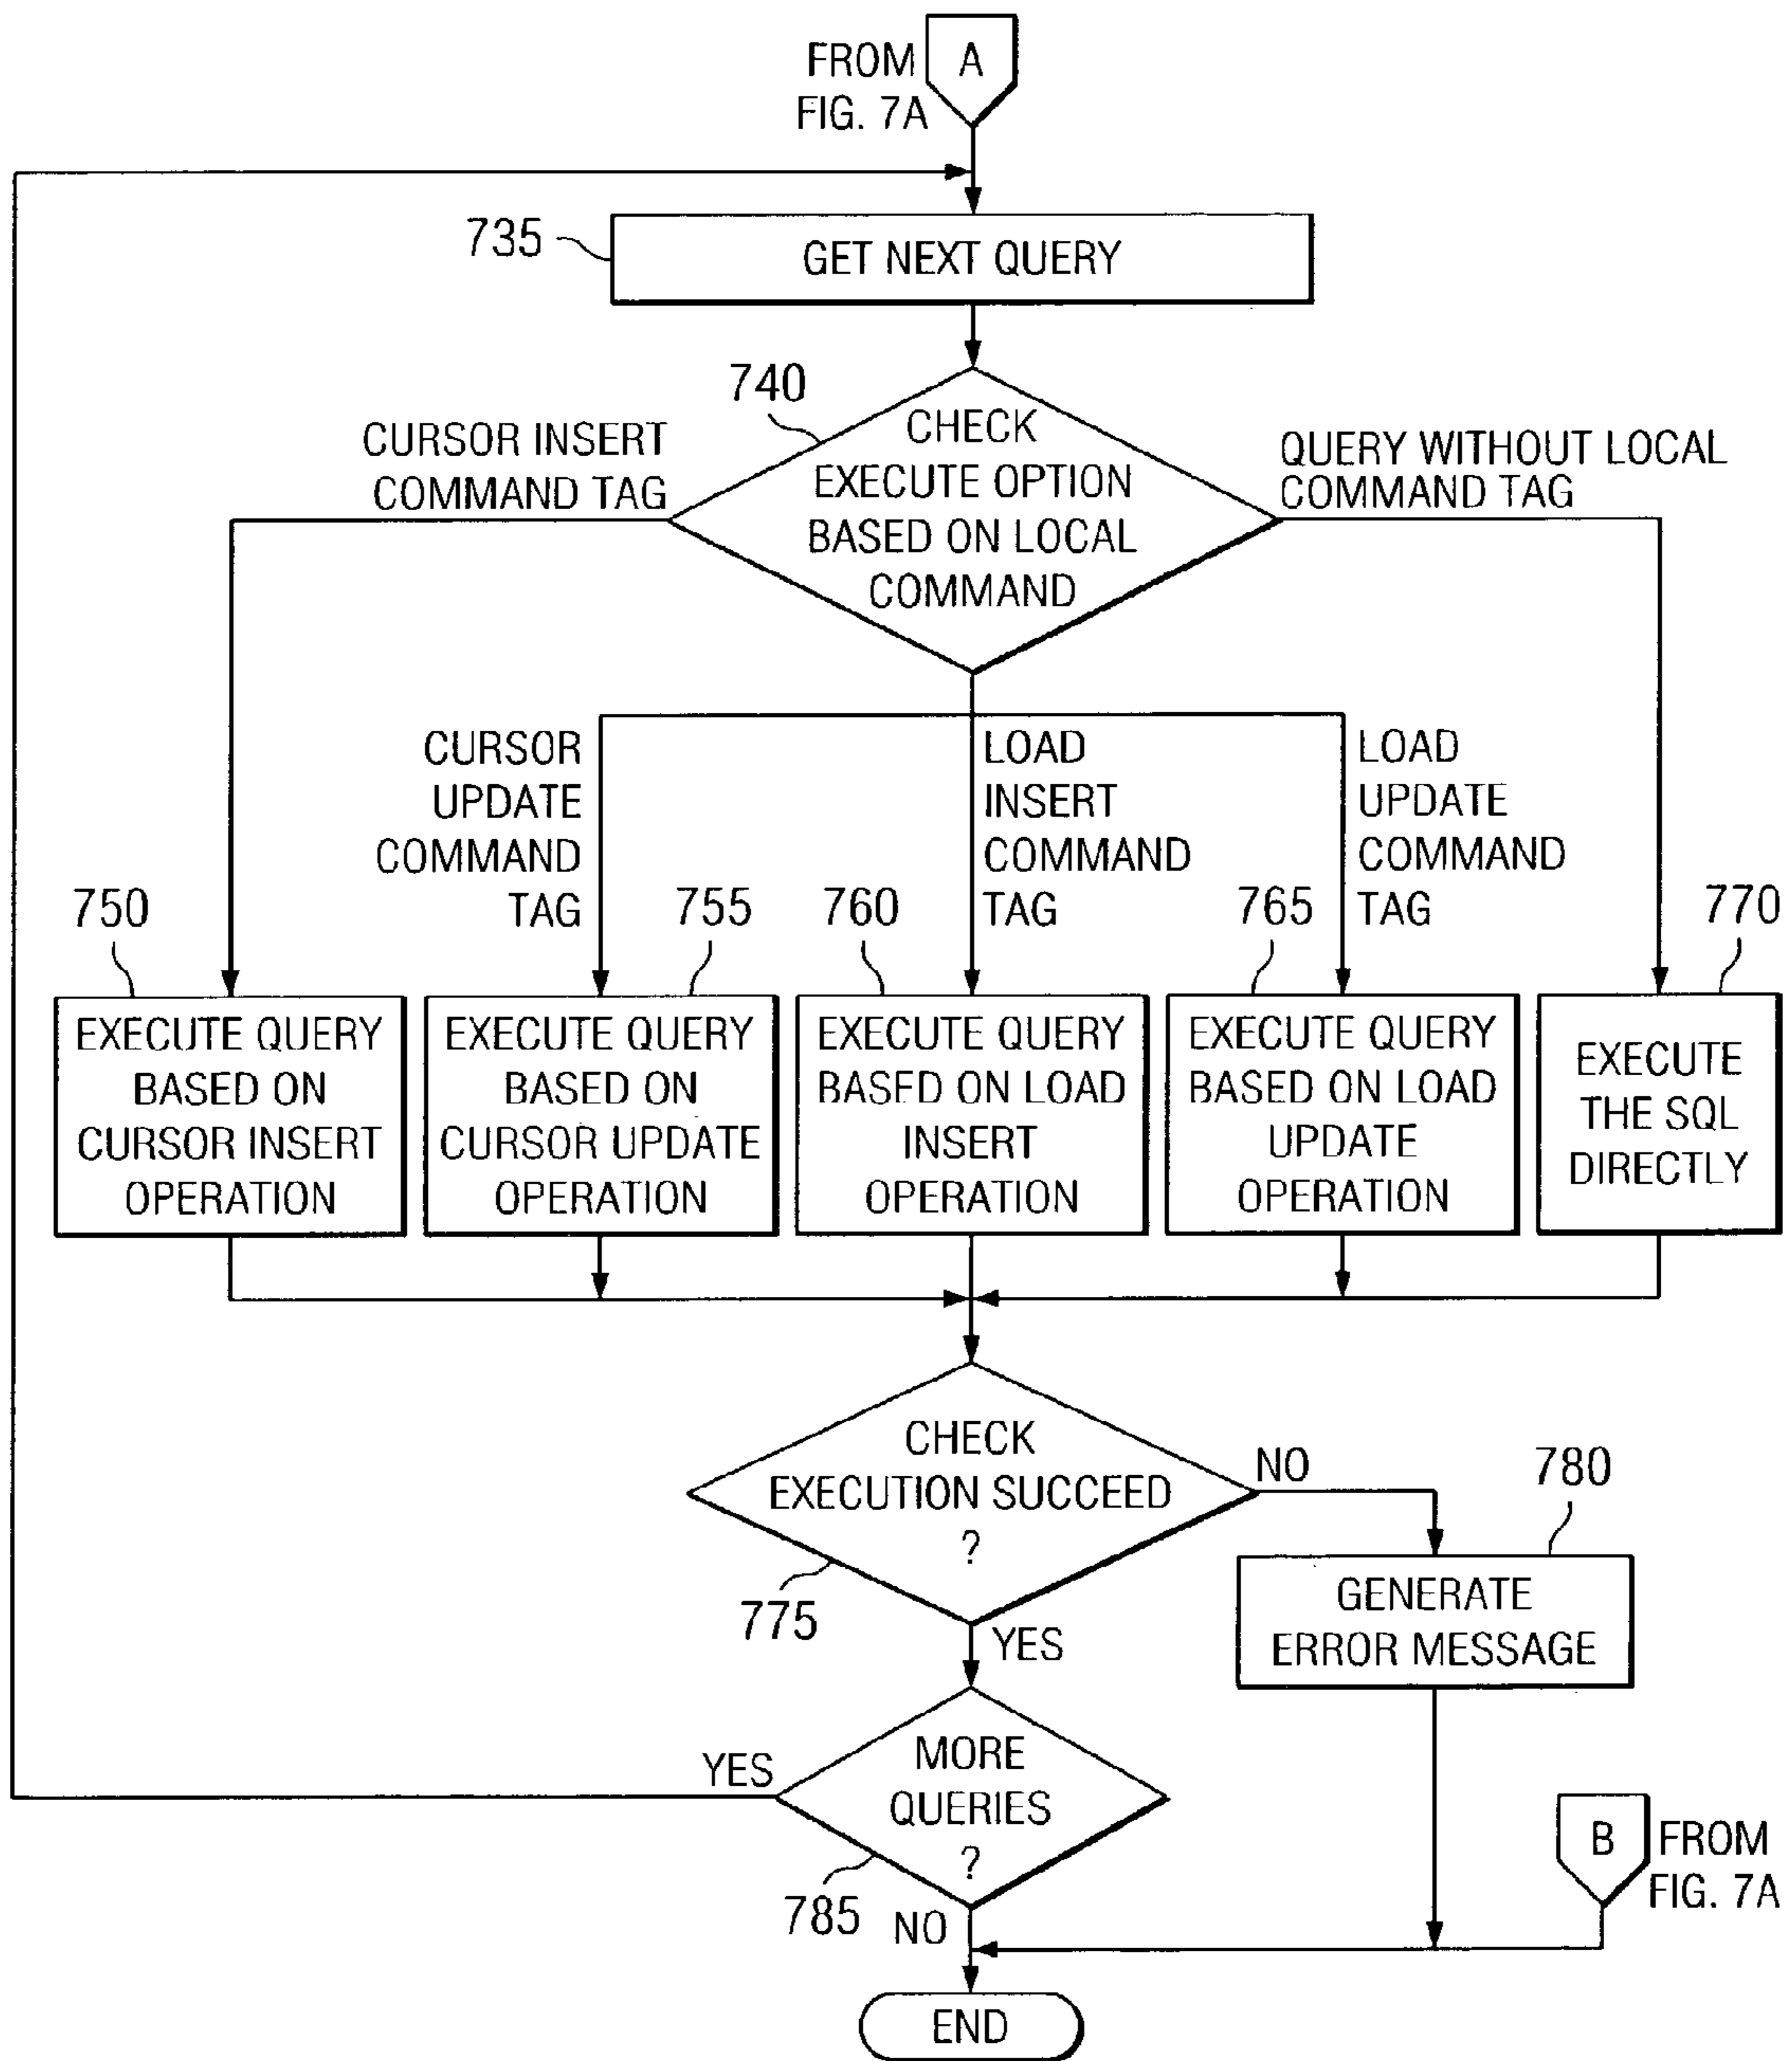 FROM
FIG. 7A
A
735
GET NEXT QUERY
740
CHECK
EXECUTE OPTION
BASED ON LOCAL
COMMAND
CURSOR INSERT
COMMAND TAG
QUERY WITHOUT LOCAL
COMMAND TAG
CURSOR
UPDATE
COMMAND
TAG
LOAD
INSERT
COMMAND
TAG
LOAD
UPDATE
COMMAND
TAG
750
EXECUTE QUERY
BASED ON
CURSOR INSERT
OPERATION
755
EXECUTE QUERY
BASED ON
CURSOR UPDATE
OPERATION
760
EXECUTE QUERY
BASED ON LOAD
INSERT
OPERATION
765
EXECUTE QUERY
BASED ON LOAD
UPDATE
OPERATION
770
EXECUTE
THE SQL
DIRECTLY
CHECK
EXECUTION SUCCEED
?
775
NO
YES
780
GENERATE
ERROR MESSAGE
MORE
QUERIES
?
785
YES
NO
B
FROM
FIG. 7A
END